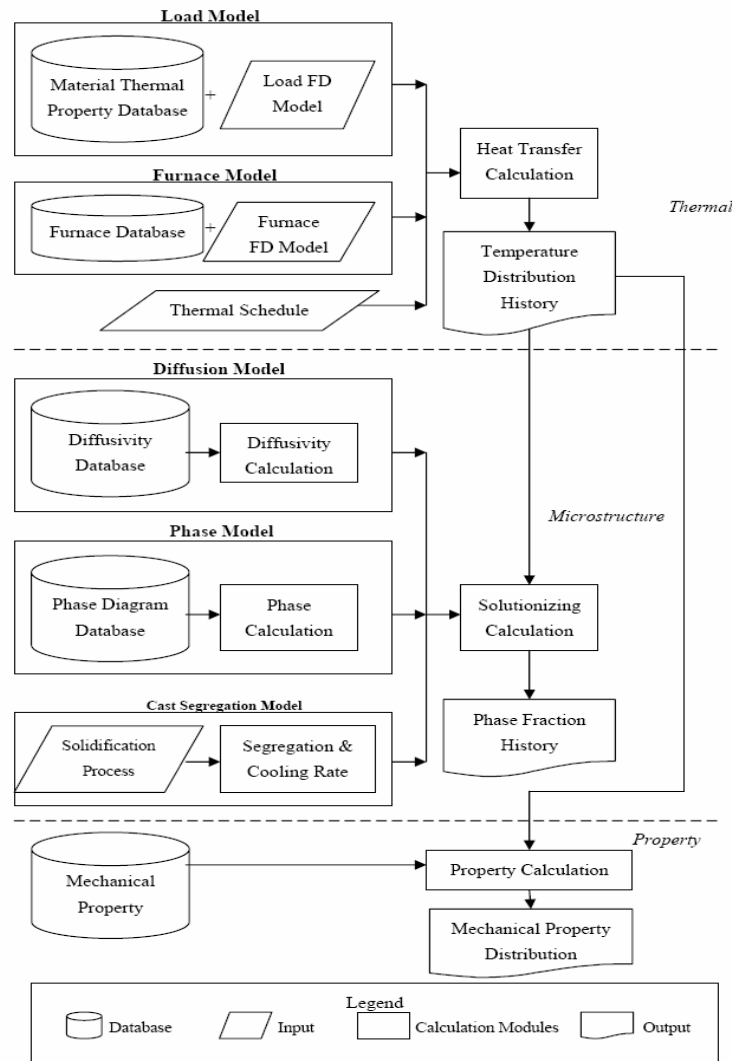 Load Model
Material Thermal
Property Database
+
Load FD
Model
Heat Transfer
Calculation
Furnace Model
Thermal
Furnace Database
+
Furnace
FD Model
Temperature
Distribution
History
Thermal Schedule
Diffusion Model
Diffusivity
Database
Diffusivity
Calculation
Microstructure
Phase Model
Phase Diagram
Database
Phase
Calculation
Solutionizing
Calculation
Cast Segregation Model
Solidification
Process
Segregation &
Cooling Rate
Phase Fraction
History
Property
Mechanical
Property
Property Calculation
Mechanical Property
Distribution
Legend
Database
Input
Calculation Modules
Output